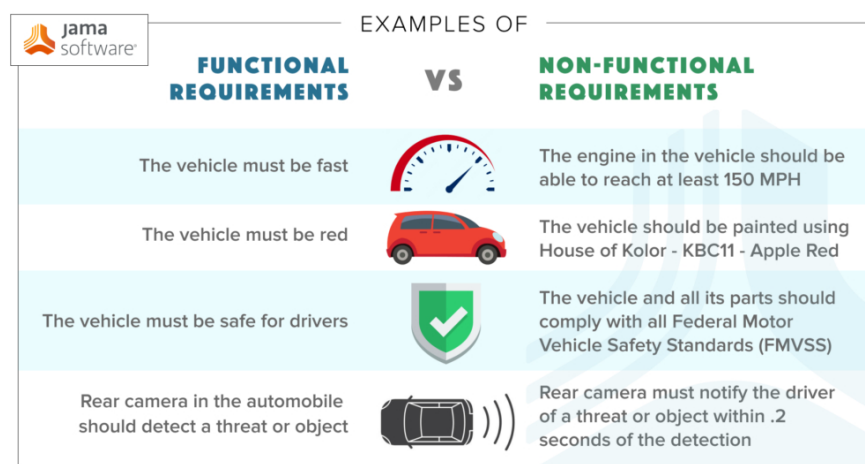 jama
software®
EXAMPLES OF
FUNCTIONAL
REQUIREMENTS
VS
NON-FUNCTIONAL
REQUIREMENTS
The vehicle must be fast
The engine in the vehicle should be
able to reach at least 150 MPH
The vehicle must be red
The vehicle should be painted using
House of Kolor - KBC11 - Apple Red
The vehicle must be safe for drivers
The vehicle and all its parts should
comply with all Federal Motor
Vehicle Safety Standards (FMVSS)
Rear camera in the automobile
should detect a threat or object
Rear camera must notify the driver
of a threat or object within .2
seconds of the detection